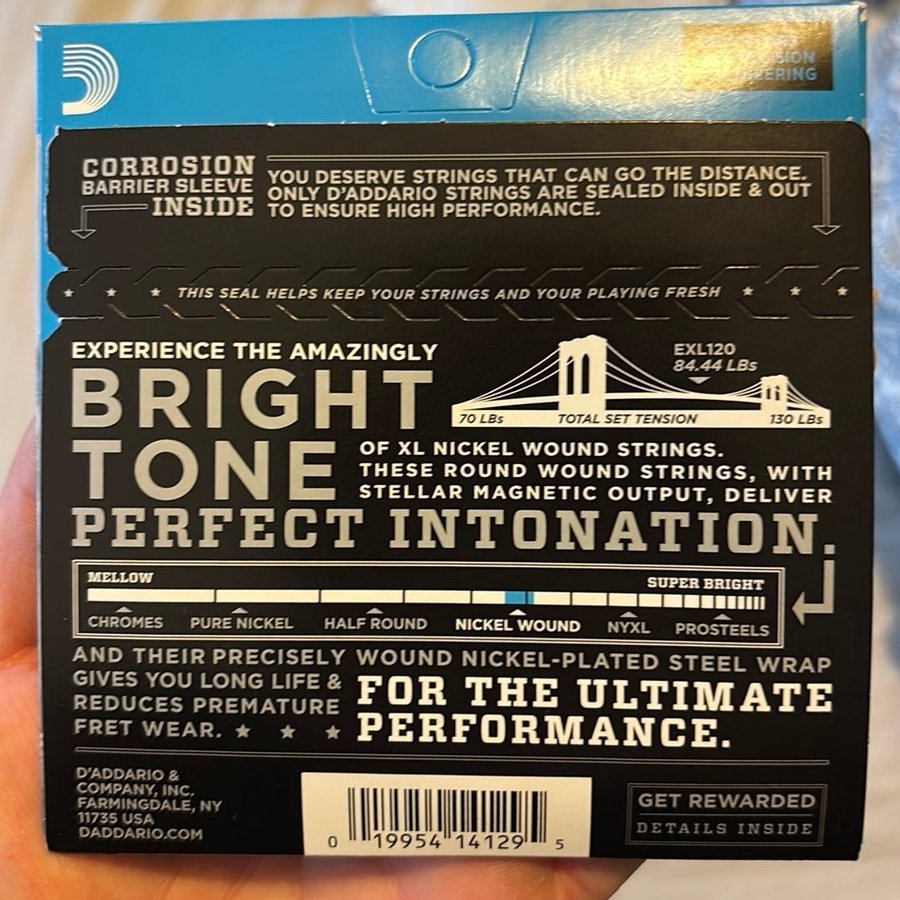 CORROSION
BARRIER SLEEVE
INSIDE
YOU DESERVE STRINGS THAT CAN GO THE DISTANCE.
ONLY D'ADDARIO STRINGS ARE SEALED INSIDE & OUT
TO ENSURE HIGH PERFORMANCE.
THIS SEAL HELPS KEEP YOUR STRINGS AND YOUR PLAYING FRESH
EXPERIENCE THE AMAZINGLY
BRIGHT
TONE
EXL120
84.44 LBs
70 LBs TOTAL SET TENSION 130 LBs
OF XL NICKEL WOUND STRINGS.
THESE ROUND WOUND STRINGS, WITH
STELLAR MAGNETIC OUTPUT, DELIVER
PERFECT INTONATION.
MELLOW SUPER BRIGHT
CHROMES PURE NICKEL HALF ROUND NICKEL WOUND NYXL PROSTEELS
AND THEIR PRECISELY WOUND NICKEL-PLATED STEEL WRAP
GIVES YOU LONG LIFE &
REDUCES PREMATURE
FRET WEAR.
FOR THE ULTIMATE
PERFORMANCE.
D'ADDARIO &
COMPANY, INC.
FARMINGDALE, NY
11735 USA
DADDARIO.COM
0 19954 14129 5
GET REWARDED
DETAILS INSIDE